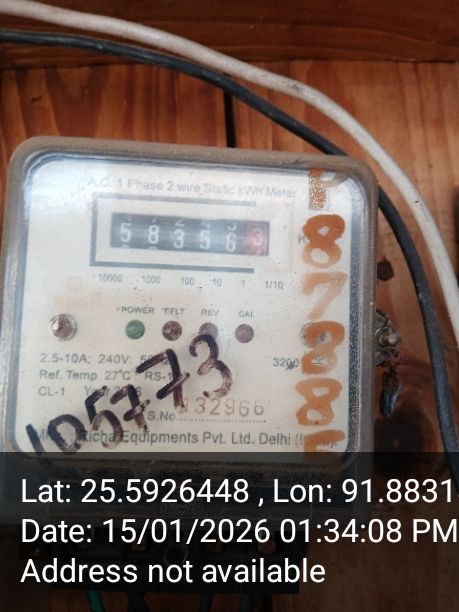 A.C. 1 Phase 2 wire Static kWh Meter
5 8 3 5 6 3
10000 1000 100 10 1 1/10
POWER EFLT REV CAL
2.5-10A; 240V;
3200
Ref. Temp. 27°C
CL-1
S.No. 132966
Richa Equipments Pvt. Ltd. Delhi
105773
Lat: 25.5926448 , Lon: 91.8831
Date: 15/01/2026 01:34:08 PM
Address not available